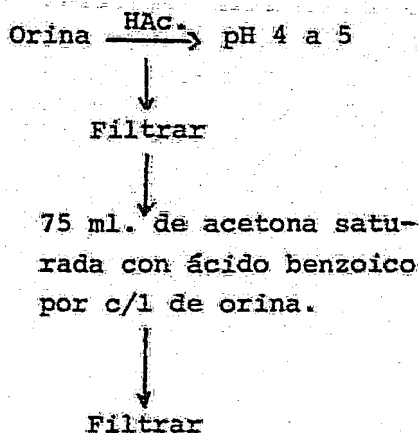 HAc.
Orina → pH 4 a 5
Filtrar
75 ml. de acetona satu-
rada con ácido benzoico
por c/l de orina.
Filtrar